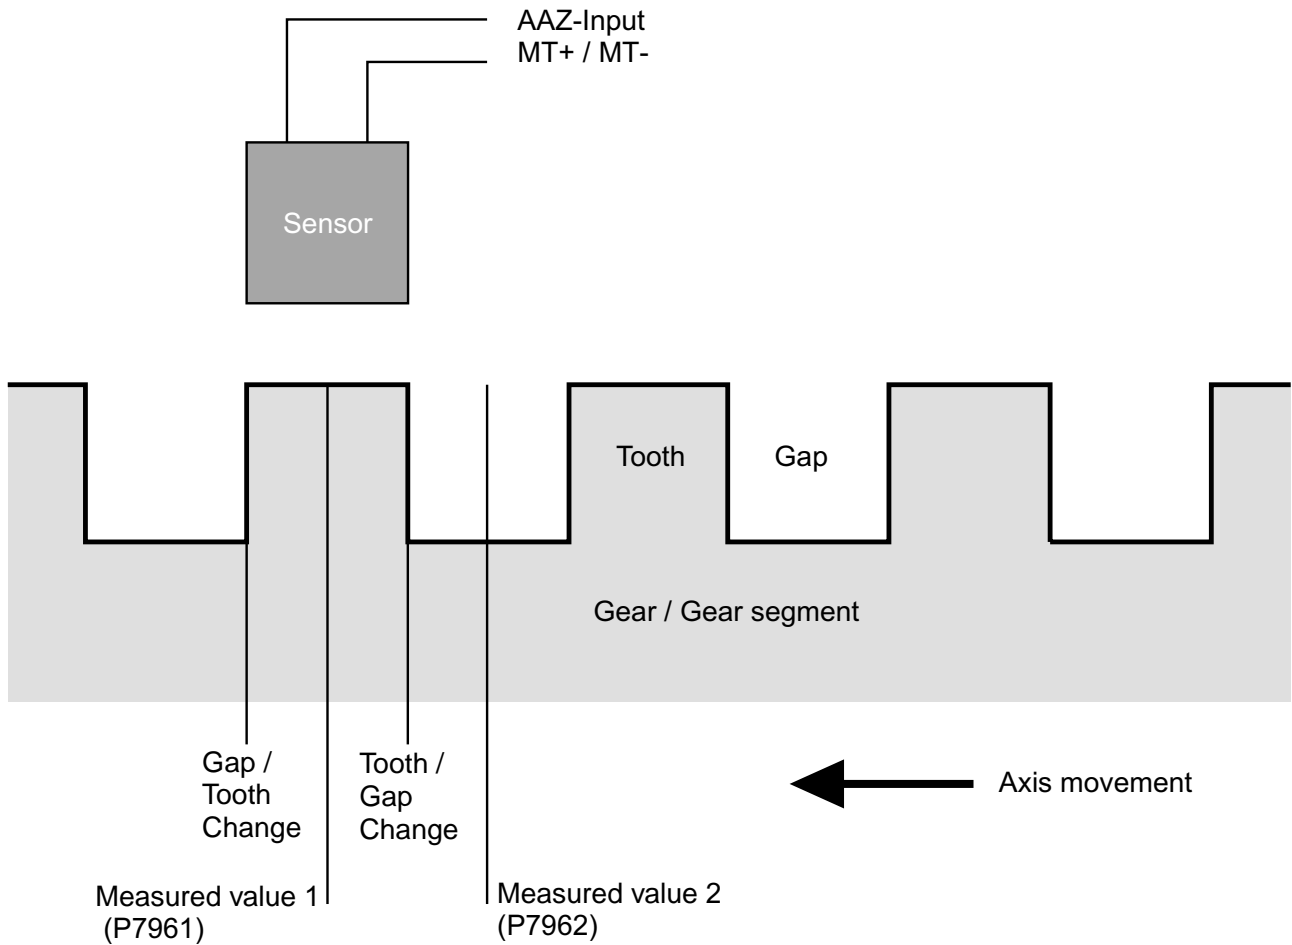 AAZ-Input
MT+ / MT-
Sensor
Tooth
Gap
Gear / Gear segment
Gap /
Tooth
Change
Tooth /
Gap
Change
Axis movement
Measured value 1
(P7961)
Measured value 2
(P7962)